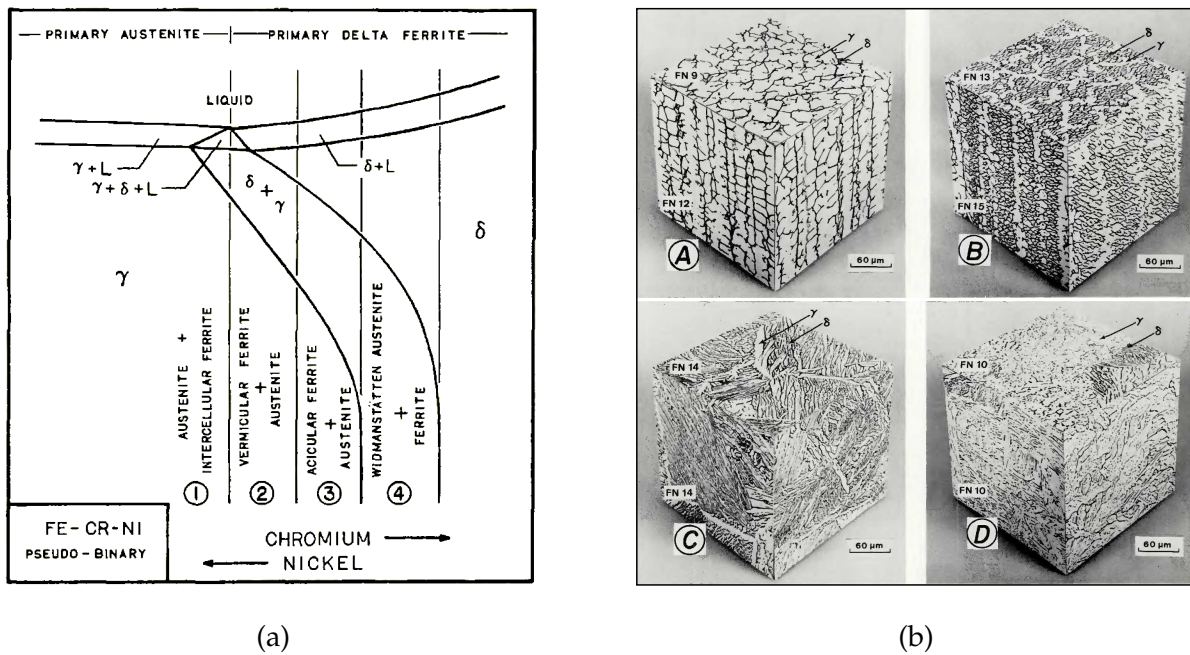 PRIMARY AUSTENITE
PRIMARY DELTA FERRITE
LIQUID
γ+L
γ+δ+L
δ+γ
δ+L
γ
δ
AUSTENITE +
INTERCELLULAR FERRITE
VERMICULAR FERRITE
+
AUSTENITE
ACICULAR FERRITE
+
AUSTENITE
WIDMANSTÄTTEN AUSTENITE
+
FERRITE
1 2 3 4
FE-CR-NI
PSEUDO-BINARY
CHROMIUM
NICKEL
(a)
γ
δ
FN 9
FN 12
A
60 µm
δ
γ
FN 13
FN 15
B
60 µm
γ
δ
FN 14
FN 14
C
60 µm
γ
δ
FN 10
FN 10
D
60 µm
(b)